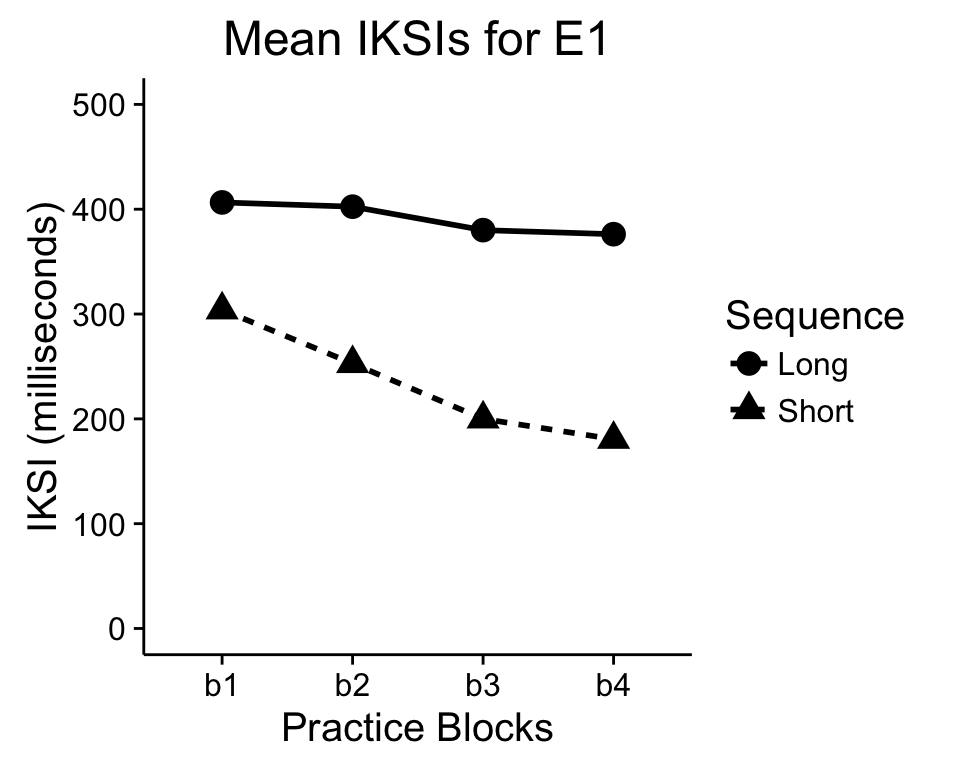 Mean IKSIs for E1
IKSI (milliseconds)
500
400
300
200
100
0
b1 b2 b3 b4
Practice Blocks
Sequence
Long
Short